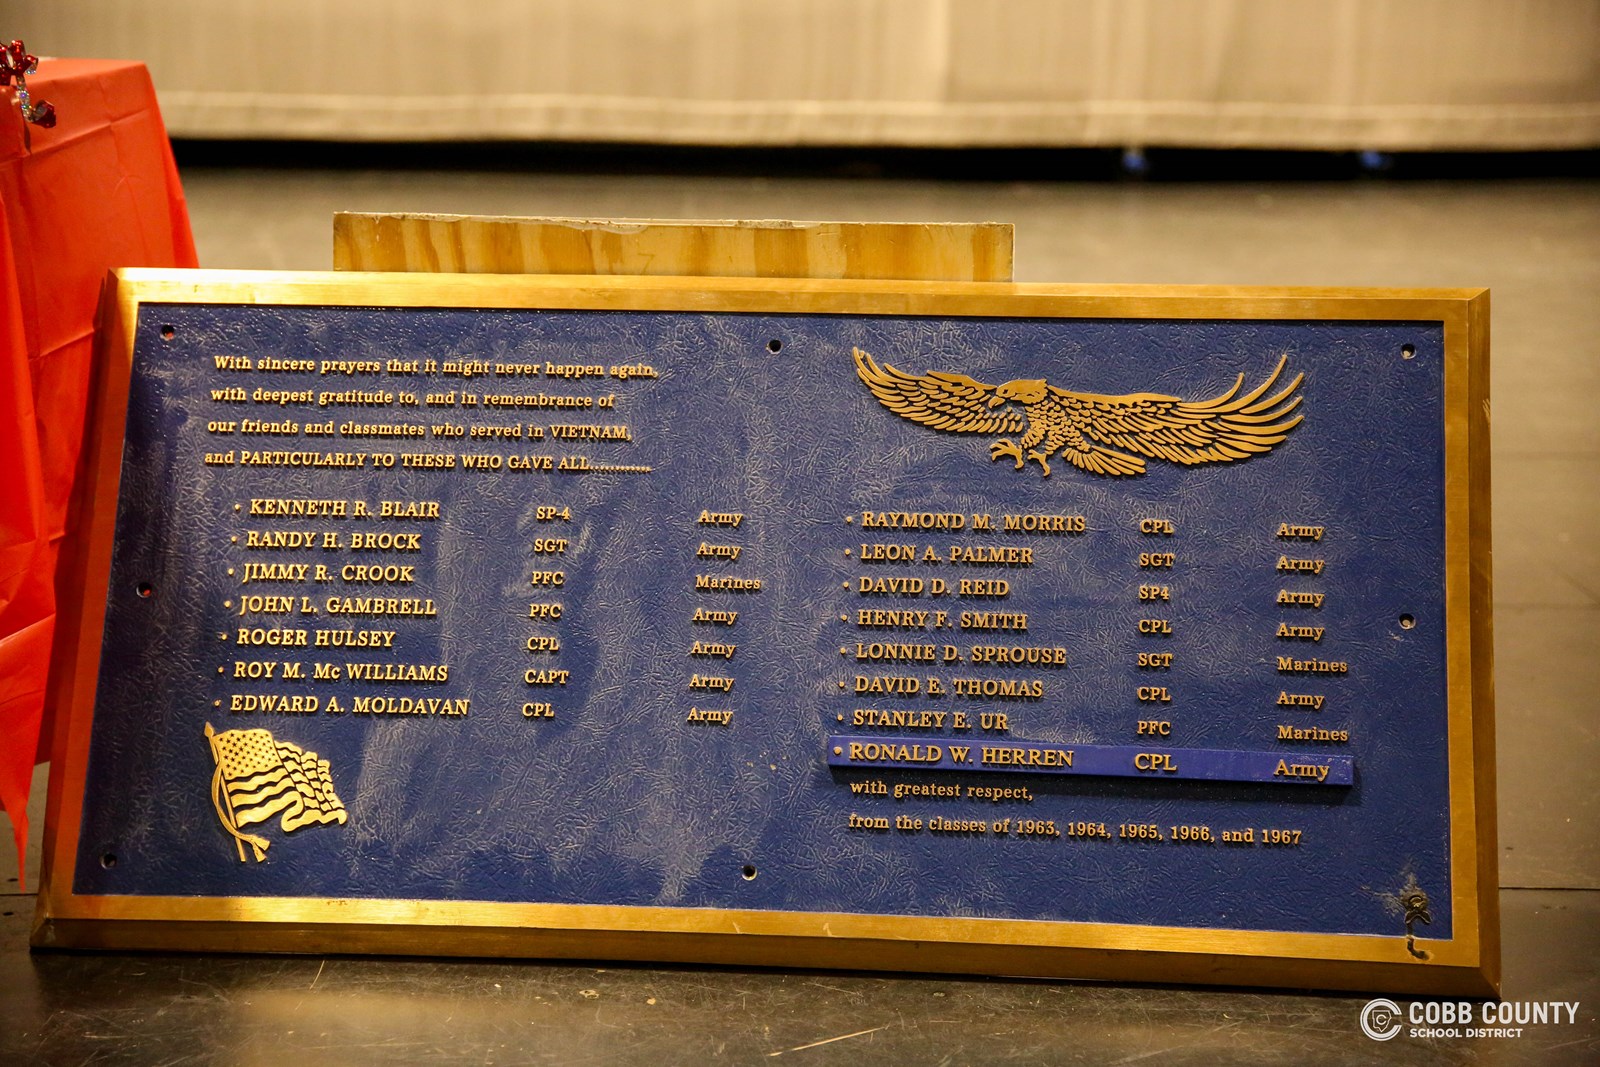 With sincere prayers that it might never happen again,
with deepest gratitude to, and in remembrance of
our friends and classmates who served in VIETNAM,
and PARTICULARLY TO THESE WHO GAVE ALL............
• KENNETH R. BLAIR SP-4 Army
• RANDY H. BROCK SGT Army
• JIMMY R. CROOK PFC Marines
• JOHN L. GAMBRELL PFC Army
• ROGER HULSEY CPL Army
• ROY M. Mc WILLIAMS CAPT Army
• EDWARD A. MOLDAVAN CPL Army
• RAYMOND M. MORRIS CPL Army
• LEON A. PALMER SGT Army
• DAVID D. REID SP4 Army
• HENRY F. SMITH CPL Army
• LONNIE D. SPROUSE SGT Marines
• DAVID E. THOMAS CPL Army
• STANLEY E. UR PFC Marines
• RONALD W. HERREN CPL Army
with greatest respect,
from the classes of 1963, 1964, 1965, 1966, and 1967
COBB COUNTY
SCHOOL DISTRICT